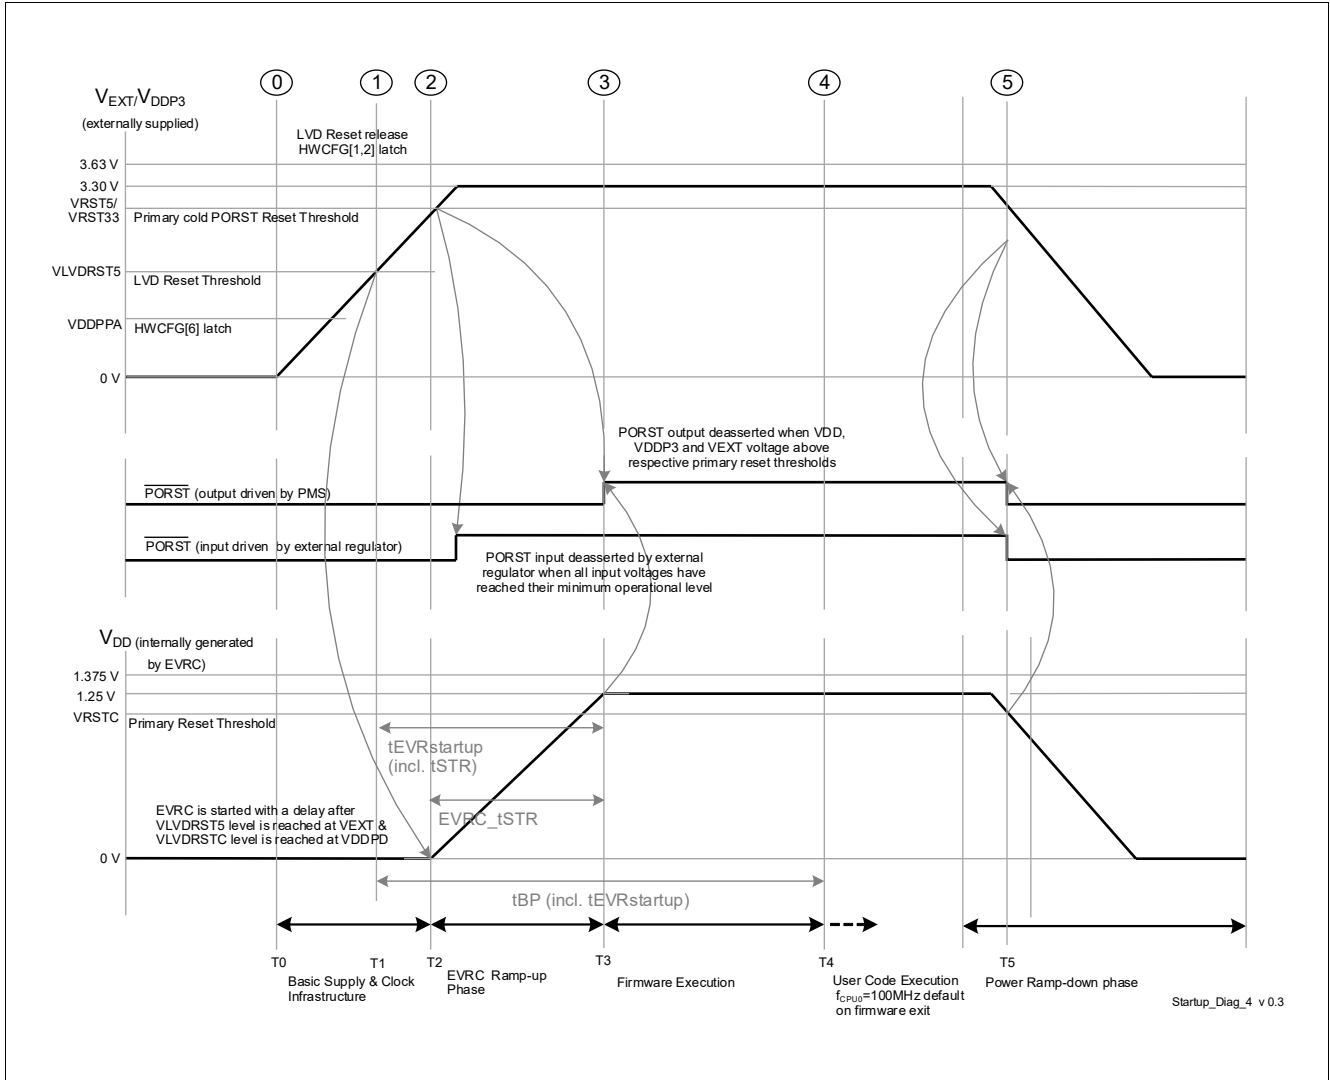 0
1
2
3
4
5
VEXT/VDDP3
(externally supplied)
LVD Reset release
HWCFG[1,2] latch
3.63 V
3.30 V
VRST5/
VRST33
Primary cold PORST Reset Threshold
VLVDRST5
LVD Reset Threshold
VDDPPA
HWCFG[6] latch
0 V
PORST output deasserted when VDD,
VDDP3 and VEXT voltage above
respective primary reset thresholds
PORST (output driven by PMS)
PORST (input driven by external regulator)
PORST input deasserted by external
regulator when all input voltages have
reached their minimum operational level
VDD (internally generated
by EVRC)
1.375 V
1.25 V
VRSTC
Primary Reset Threshold
tEVRstartup
(incl. tSTR)
EVRC_tSTR
EVRC is started with a delay after
VLVDRST5 level is reached at VEXT &
VLVDRSTC level is reached at VDDPD
0 V
tBP (incl. tEVRstartup)
T0
T1
T2
T3
T4
T5
Basic Supply & Clock
Infrastructure
EVRC Ramp-up
Phase
Firmware Execution
User Code Execution
fCPU0=100MHz default
on firmware exit
Power Ramp-down phase
Startup_Diag_4 v 0.3